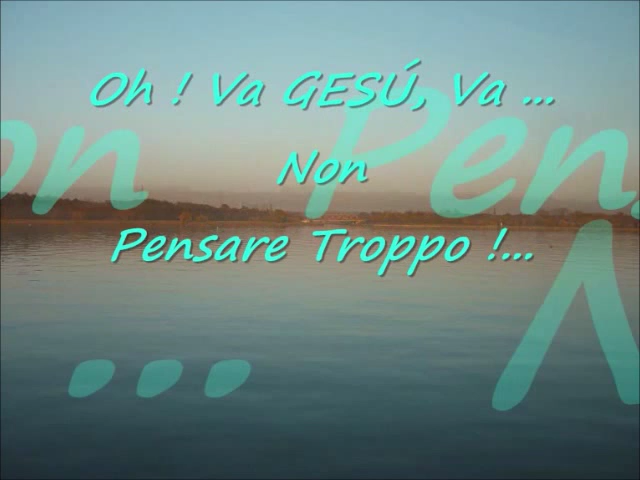 Oh ! Va GESÚ, Va ...
Non
Pensare Troppo !...